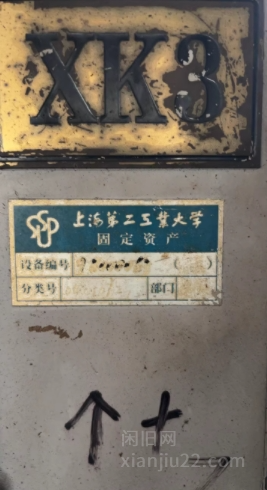 XK3
上海第二工業大学
固定资产
设备编号
分类号 部门
↑ + -
闲旧网
xianjiu22.com